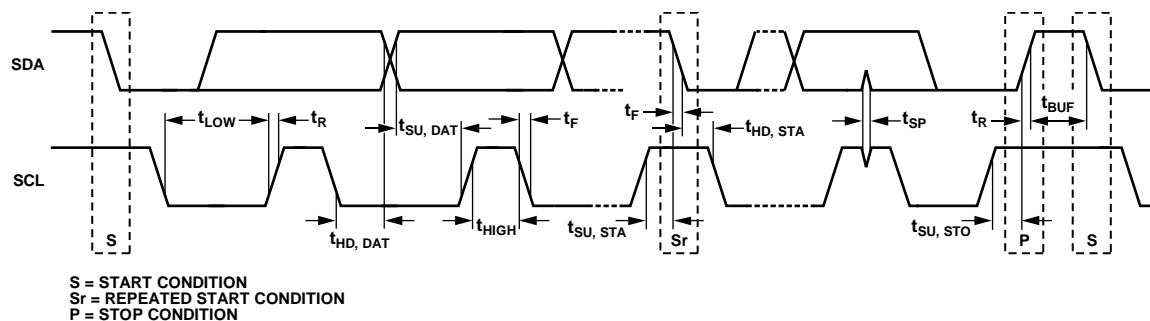 SDA
tLOW
tR
tSU, DAT
tF
tF
tHD, STA
tSP
tR
tBUF
SCL
S
tHD, DAT
tHIGH
tSU, STA
Sr
tSU, STO
P
S
S = START CONDITION
Sr = REPEATED START CONDITION
P = STOP CONDITION